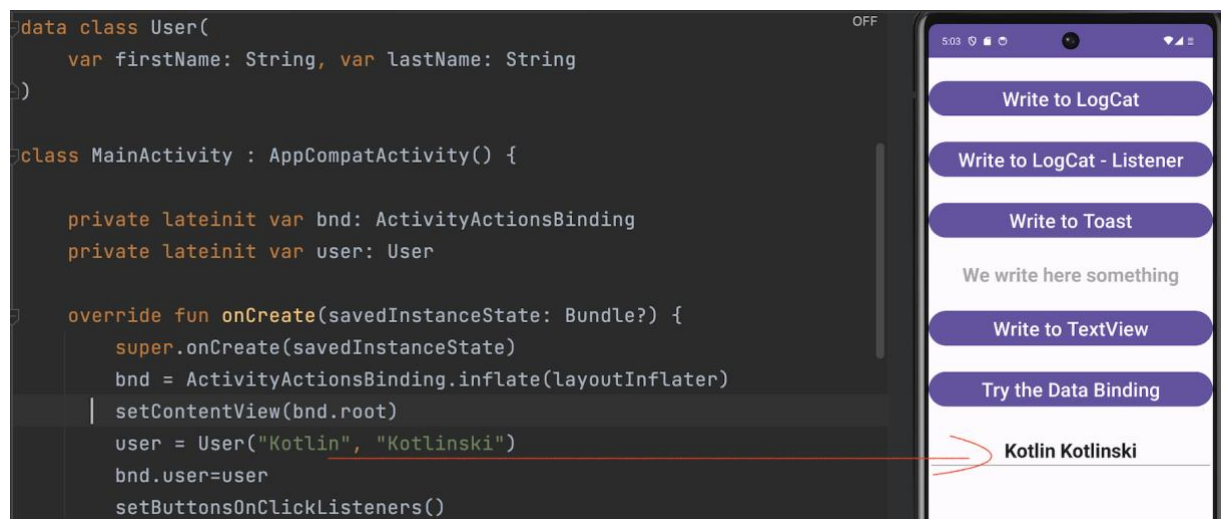 data class User(
    var firstName: String, var lastName: String
)
class MainActivity : AppCompatActivity() {
    private lateinit var bnd: ActivityActionsBinding
    private lateinit var user: User
    override fun onCreate(savedInstanceState: Bundle?) {
        super.onCreate(savedInstanceState)
        bnd = ActivityActionsBinding.inflate(layoutInflater)
        setContentView(bnd.root)
        user = User("Kotlin", "Kotlinski")
        bnd.user=user
        setButtonsOnClickListeners()
OFF
5:03
Write to LogCat
Write to LogCat - Listener
Write to Toast
We write here something
Write to TextView
Try the Data Binding
Kotlin Kotlinski